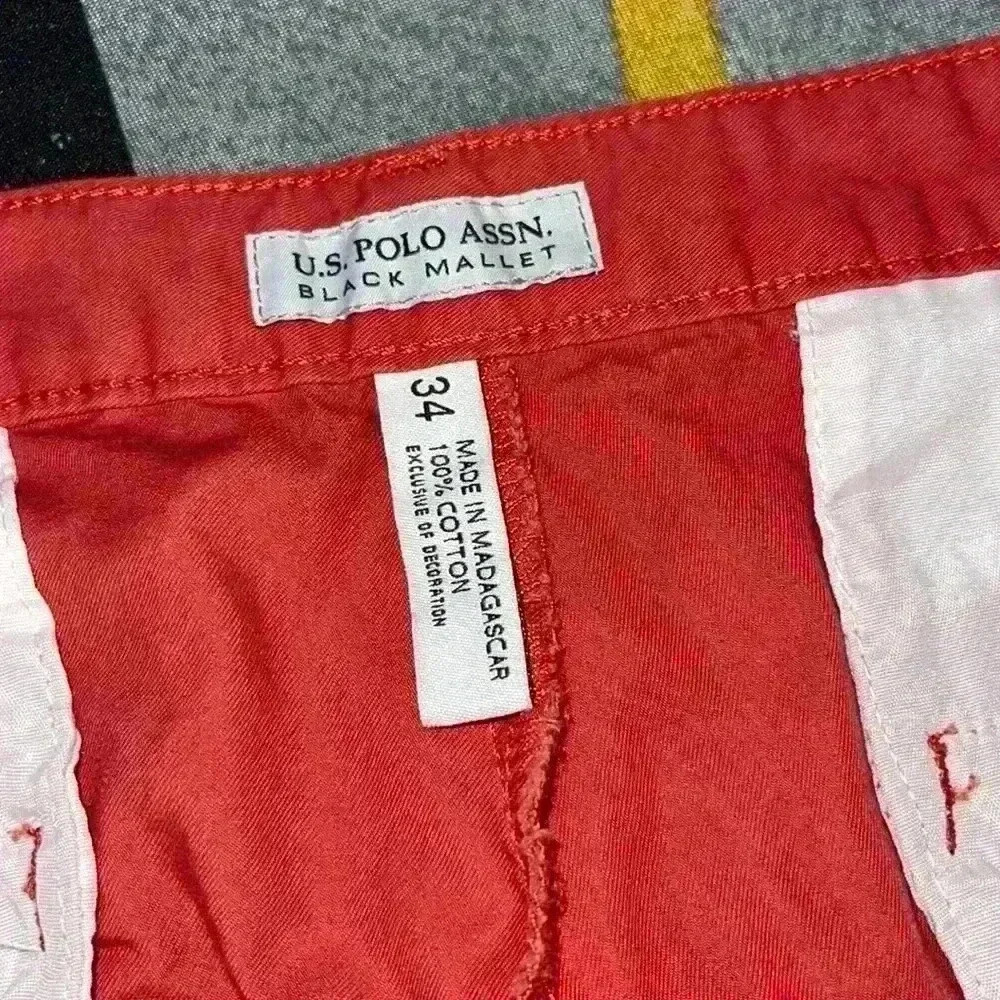 U.S. POLO ASSN.
BLACK MALLET
34
MADE IN MADAGASCAR
100% COTTON
EXCLUSIVE OF DECORATION